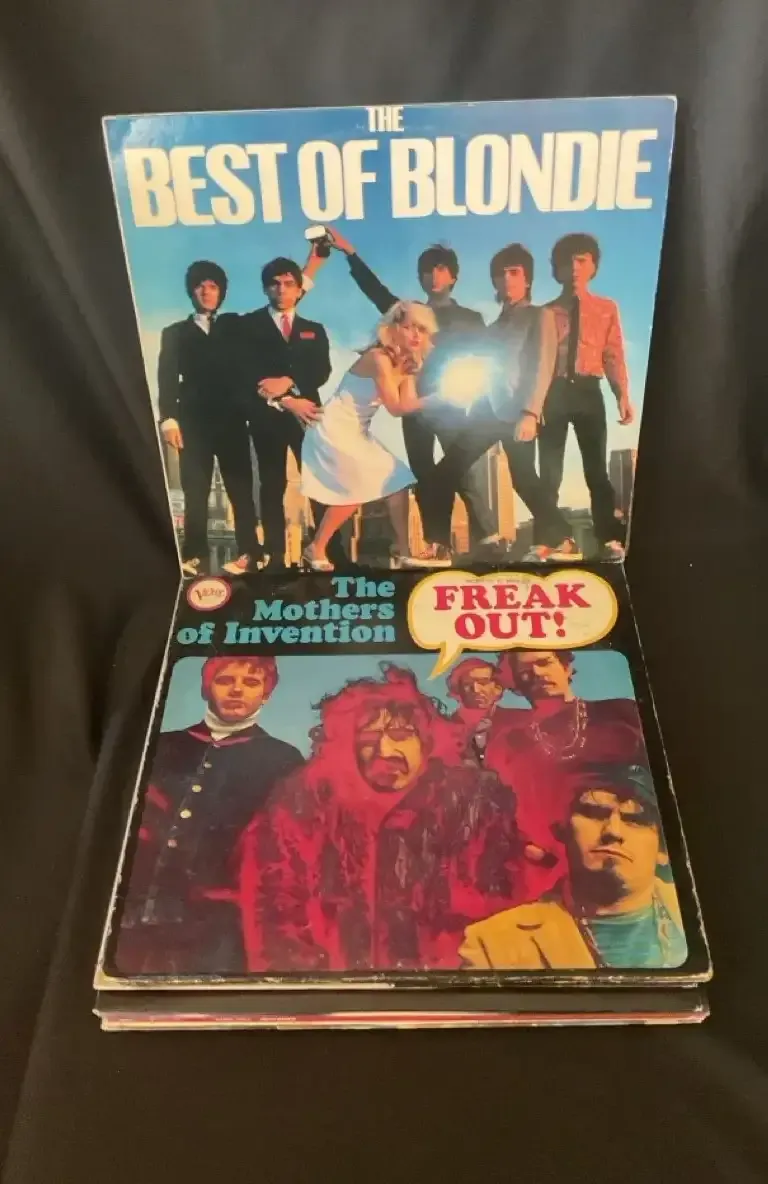 THE
BEST OF BLONDIE
VERVE
The
Mothers
of Invention
FREAK
OUT!